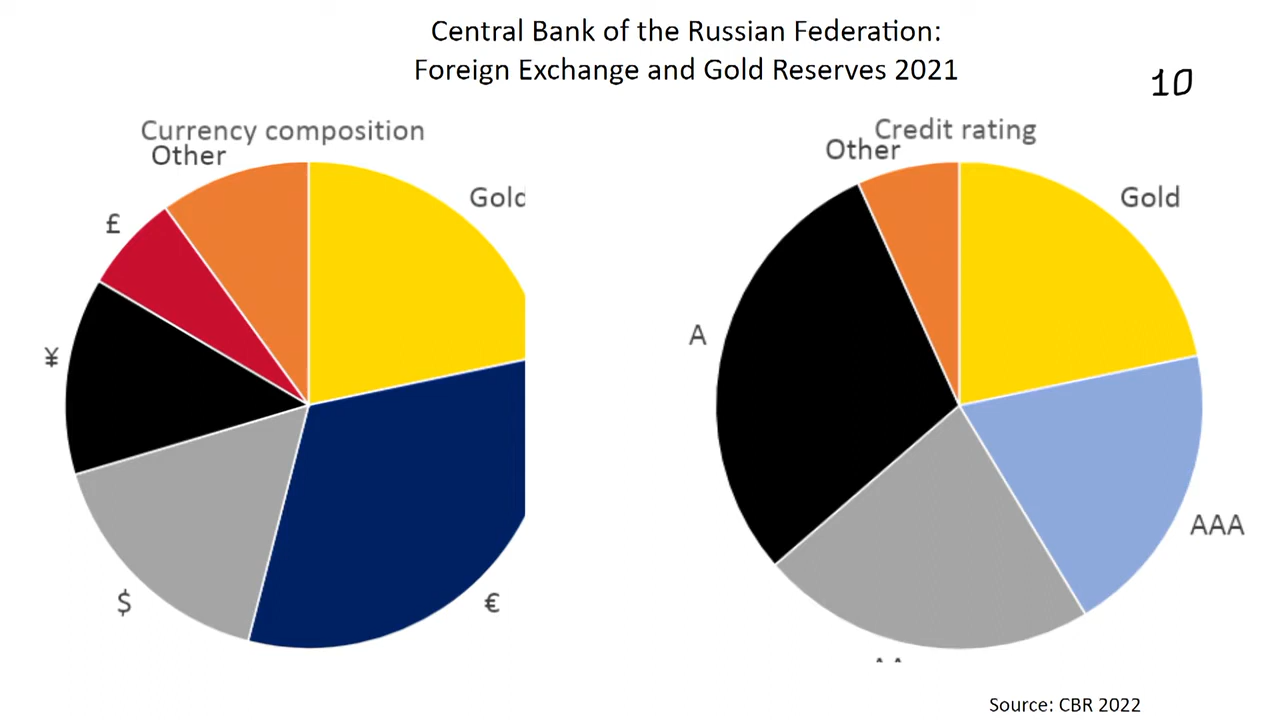 Central Bank of the Russian Federation:
Foreign Exchange and Gold Reserves 2021
10
Currency composition
Other
Gold
£
¥
$
€
Credit rating
Other
Gold
A
AAA
Source: CBR 2022